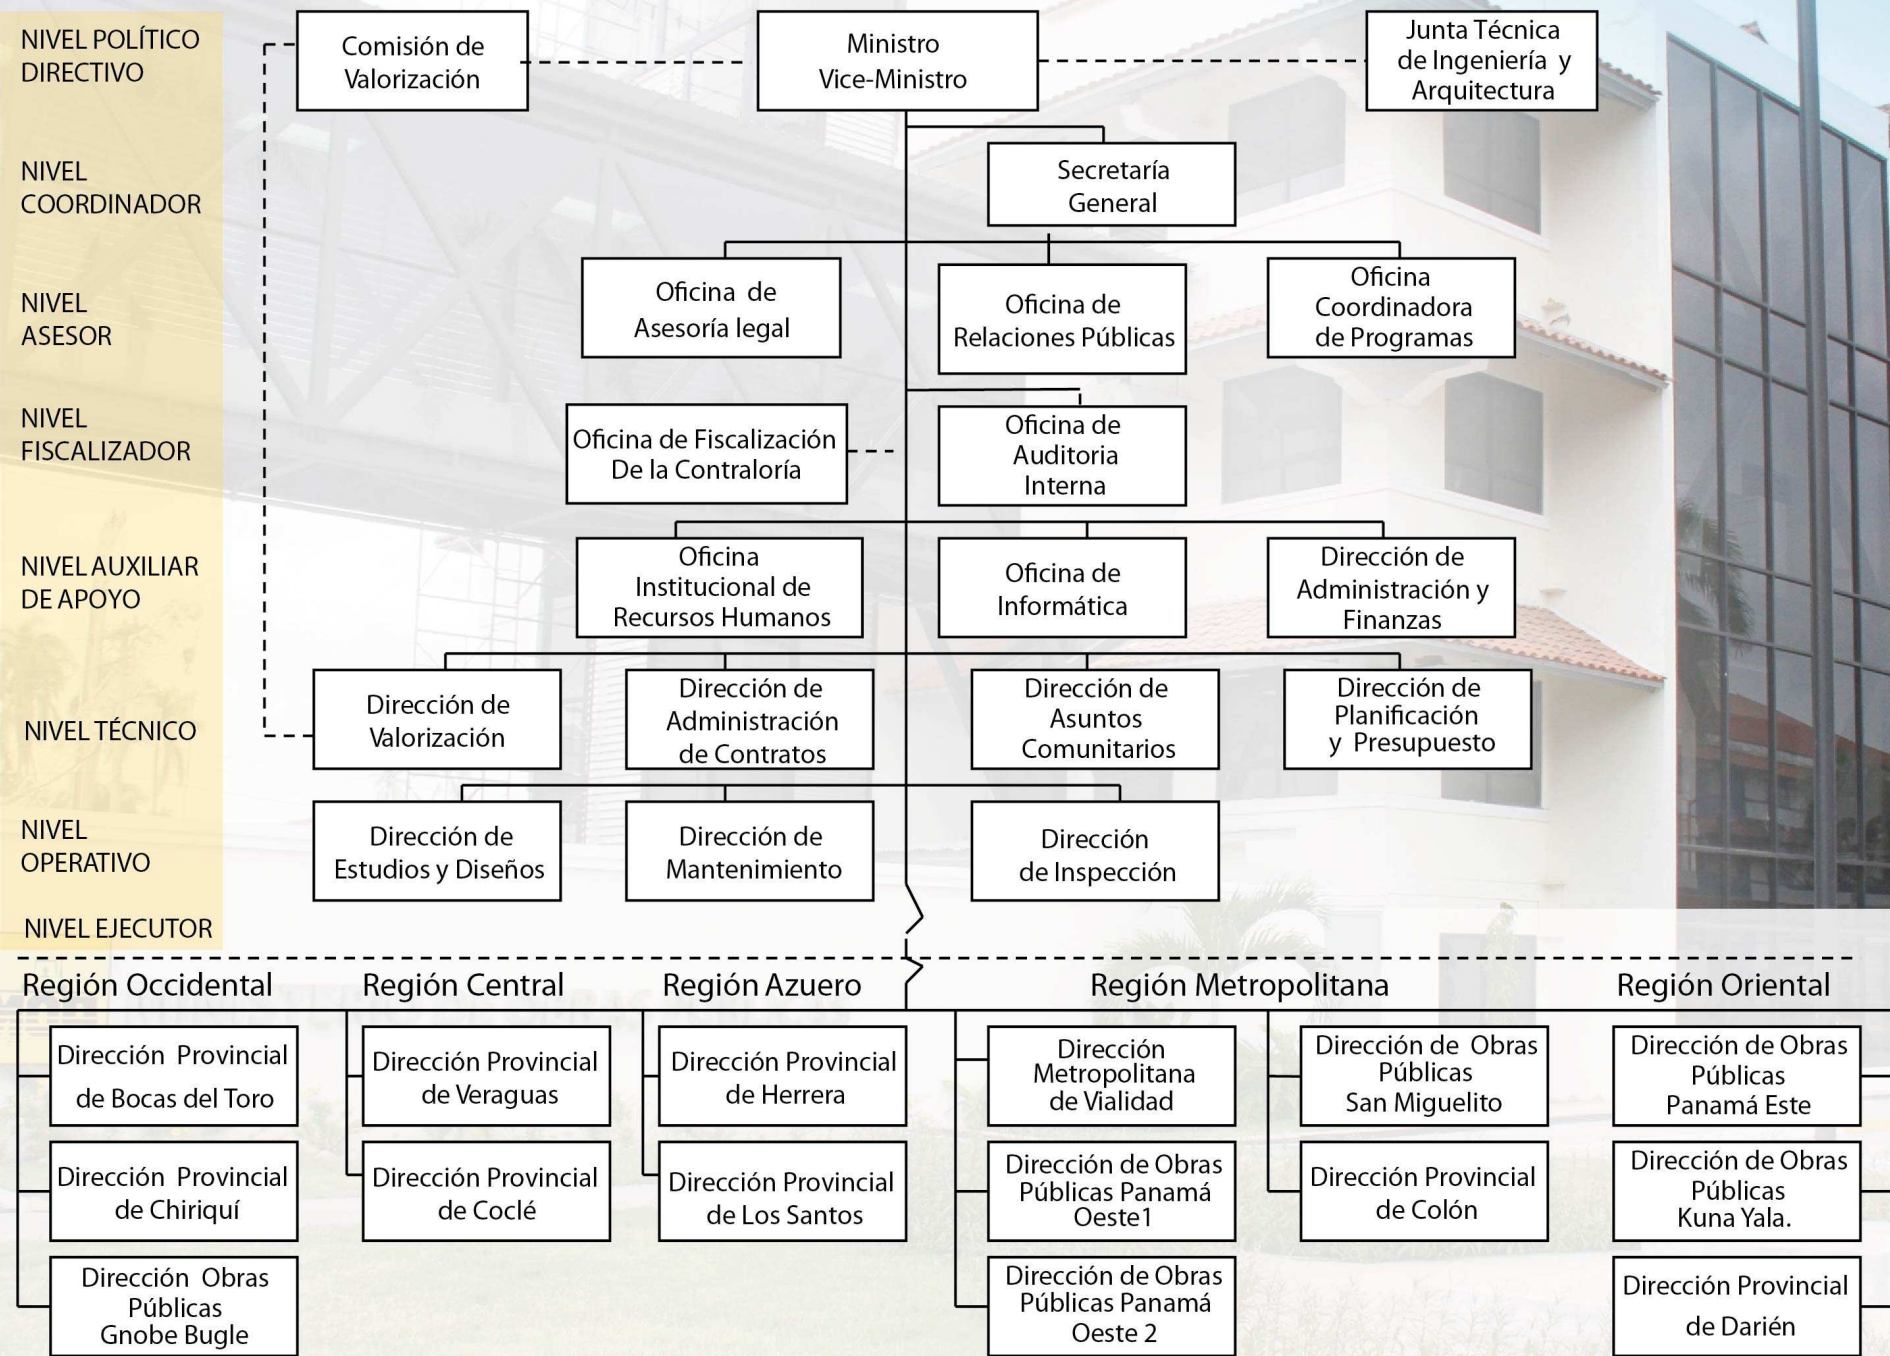 NIVEL POLÍTICO
DIRECTIVO
Comisión de
Valorización
Ministro
Vice-Ministro
Junta Técnica
de Ingeniería y
Arquitectura
NIVEL
COORDINADOR
Secretaría
General
NIVEL
ASESOR
Oficina de
Asesoría legal
Oficina de
Relaciones Públicas
Oficina
Coordinadora
de Programas
NIVEL
FISCALIZADOR
Oficina de Fiscalización
De la Contraloría
Oficina de
Auditoria
Interna
NIVEL AUXILIAR
DE APOYO
Oficina
Institucional de
Recursos Humanos
Oficina de
Informática
Dirección de
Administración y
Finanzas
NIVEL TÉCNICO
Dirección de
Valorización
Dirección de
Administración
de Contratos
Dirección de
Asuntos
Comunitarios
Dirección de
Planificación
y Presupuesto
NIVEL
OPERATIVO
Dirección de
Estudios y Diseños
Dirección de
Mantenimiento
Dirección
de Inspección
NIVEL EJECUTOR
Región Occidental
Región Central
Región Azuero
Región Metropolitana
Región Oriental
Dirección Provincial
de Bocas del Toro
Dirección Provincial
de Veraguas
Dirección Provincial
de Herrera
Dirección
Metropolitana
de Vialidad
Dirección de Obras
Públicas
San Miguelito
Dirección de Obras
Públicas
Panamá Este
Dirección Provincial
de Chiriquí
Dirección Provincial
de Coclé
Dirección Provincial
de Los Santos
Dirección de Obras
Públicas Panamá
Oeste1
Dirección Provincial
de Colón
Dirección de Obras
Públicas
Kuna Yala.
Dirección Obras
Públicas
Gnobe Bugle
Dirección de Obras
Públicas Panamá
Oeste 2
Dirección Provincial
de Darién